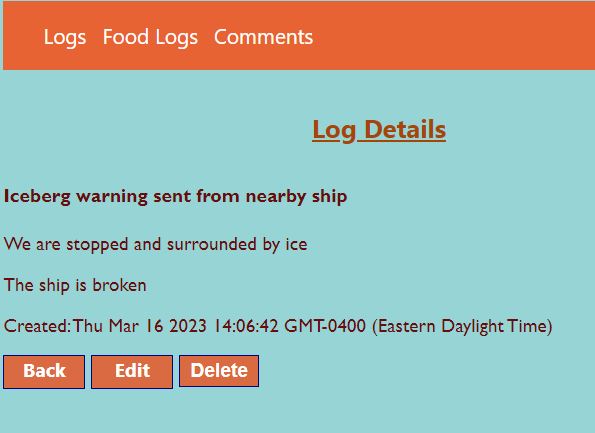 Logs Food Logs Comments
Log Details
Iceberg warning sent from nearby ship
We are stopped and surrounded by ice
The ship is broken
Created: Thu Mar 16 2023 14:06:42 GMT-0400 (Eastern Daylight Time)
Back Edit Delete